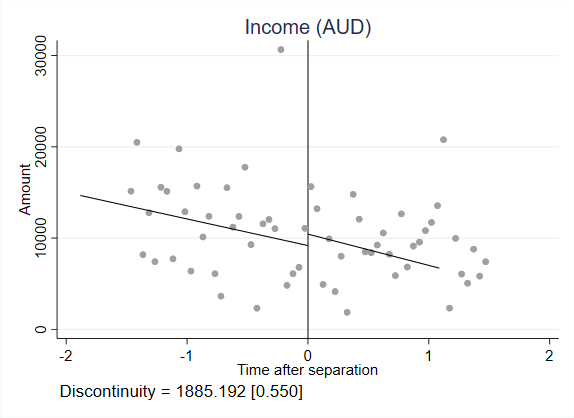 Income (AUD)
30000
20000
10000
0
Amount
-2 -1 0 1 2
Time after separation
Discontinuity = 1885.192 [0.550]